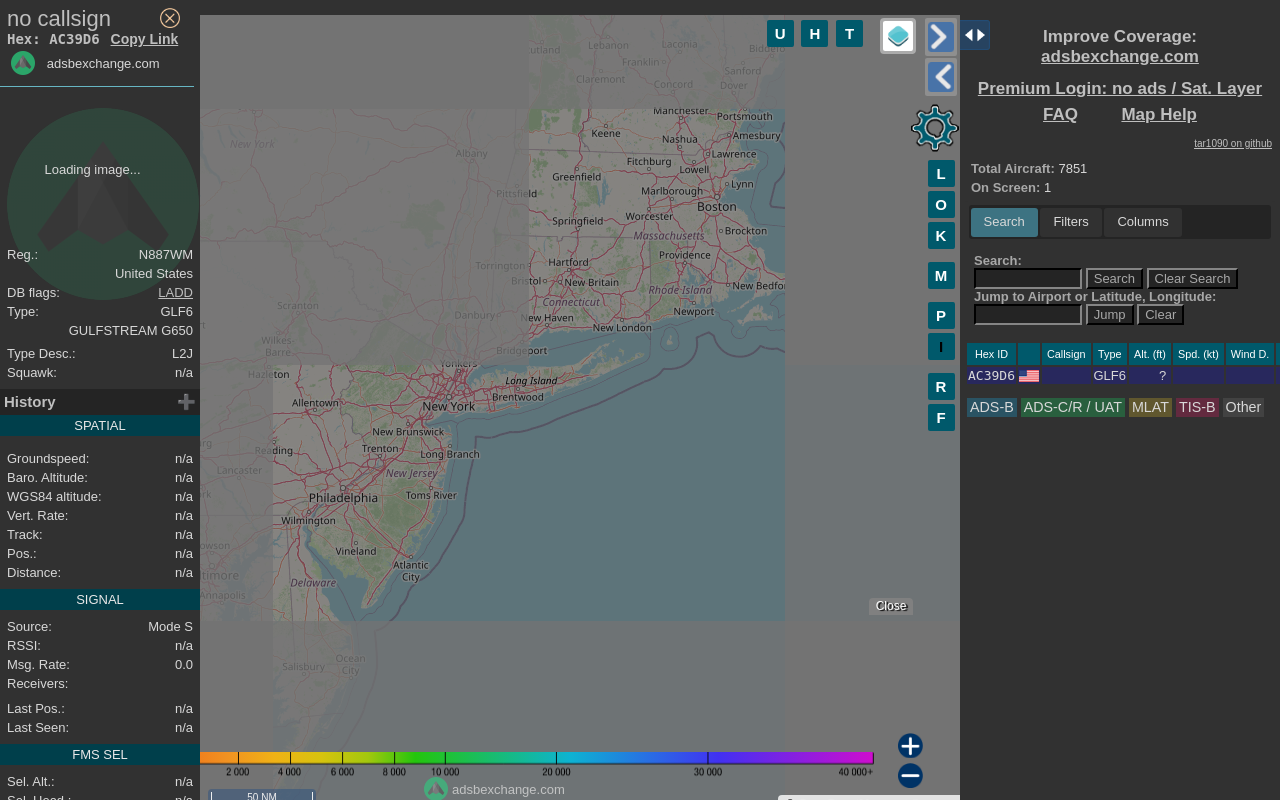 no callsign
Hex: AC39D6 Copy Link
adsbexchange.com
Loading image...
Reg.: N887WM
United States
DB flags: LADD
Type: GLF6
GULFSTREAM G650
Type Desc.: L2J
Squawk: n/a
History
SPATIAL
Groundspeed: n/a
Baro. Altitude: n/a
WGS84 altitude: n/a
Vert. Rate: n/a
Track: n/a
Pos.: n/a
Distance: n/a
SIGNAL
Source: Mode S
RSSI: n/a
Msg. Rate: 0.0
Receivers:
Last Pos.: n/a
Last Seen: n/a
FMS SEL
Sel. Alt.: n/a
Sel. Head.: n/a
U H T
Rutland
Lebanon
Laconia
Franklin
Claremont
Sanford
Concord
Dover
New York
Albany
Pittsfield
Manchester
Portsmouth
Keene
Nashua
Amesbury
Fitchburg
Lawrence
Greenfield
Lowell
Marlborough
Lynn
Worcester
Boston
Springfield
Brockton
Massachusetts
Torrington
Hartford
Providence
Bristol
New Britain
Connecticut
Rhode Island
New Bedford
Scranton
Danbury
New Haven
New London
Newport
Wilkes-
Barre
Bridgeport
Hazleton
Yonkers
Long Island
Brentwood
Allentown
New York
New Brunswick
Reading
Trenton
Long Branch
Lancaster
New Jersey
Philadelphia
Toms River
Wilmington
Vineland
Atlantic
City
Delaware
Annapolis
Salisbury
Ocean
City
L
O
K
M
P
I
R
F
Close
2 000 4 000 6 000 8 000 10 000 20 000 30 000 40 000+
adsbexchange.com
50 NM
Improve Coverage:
adsbexchange.com
Premium Login: no ads / Sat. Layer
FAQ Map Help
tar1090 on github
Total Aircraft: 7851
On Screen: 1
Search Filters Columns
Search:
Search Clear Search
Jump to Airport or Latitude, Longitude:
Jump Clear
Hex ID Callsign Type Alt. (ft) Spd. (kt) Wind D.
AC39D6 GLF6 ?
ADS-B ADS-C/R / UAT MLAT TIS-B Other